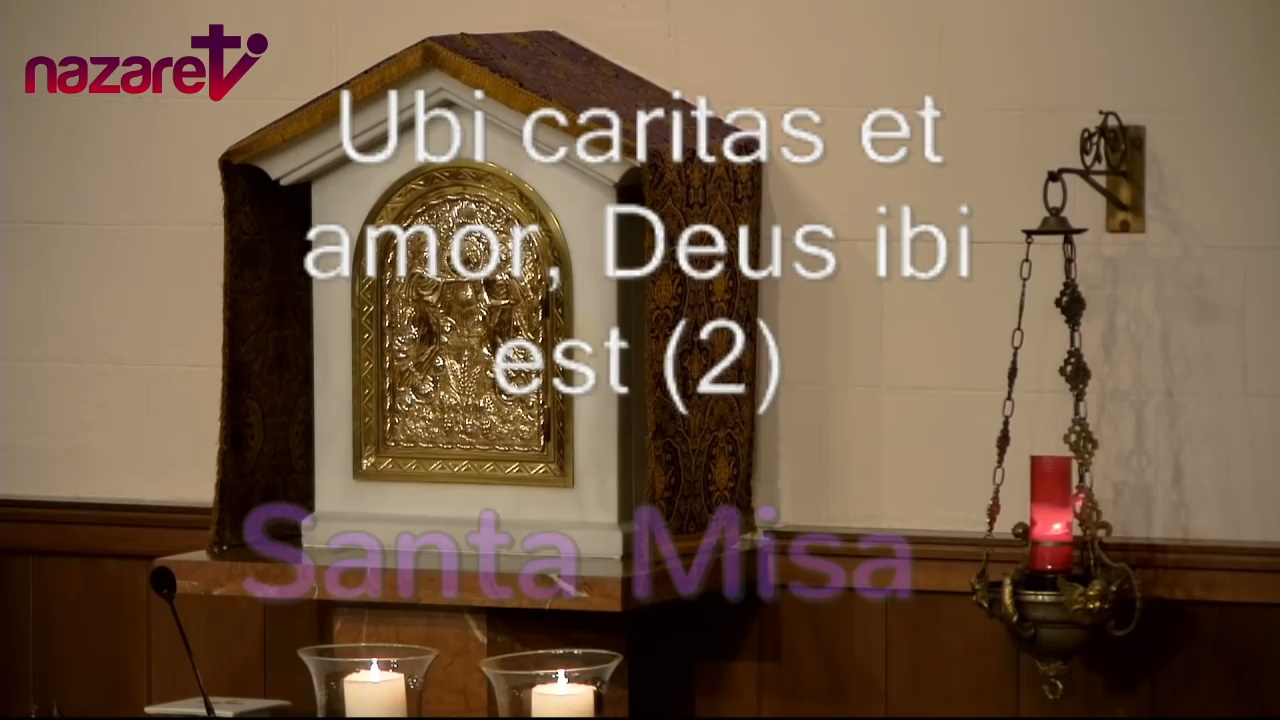 nazaretv
Ubi caritas et
amor, Deus ibi
est (2)
Santa Misa